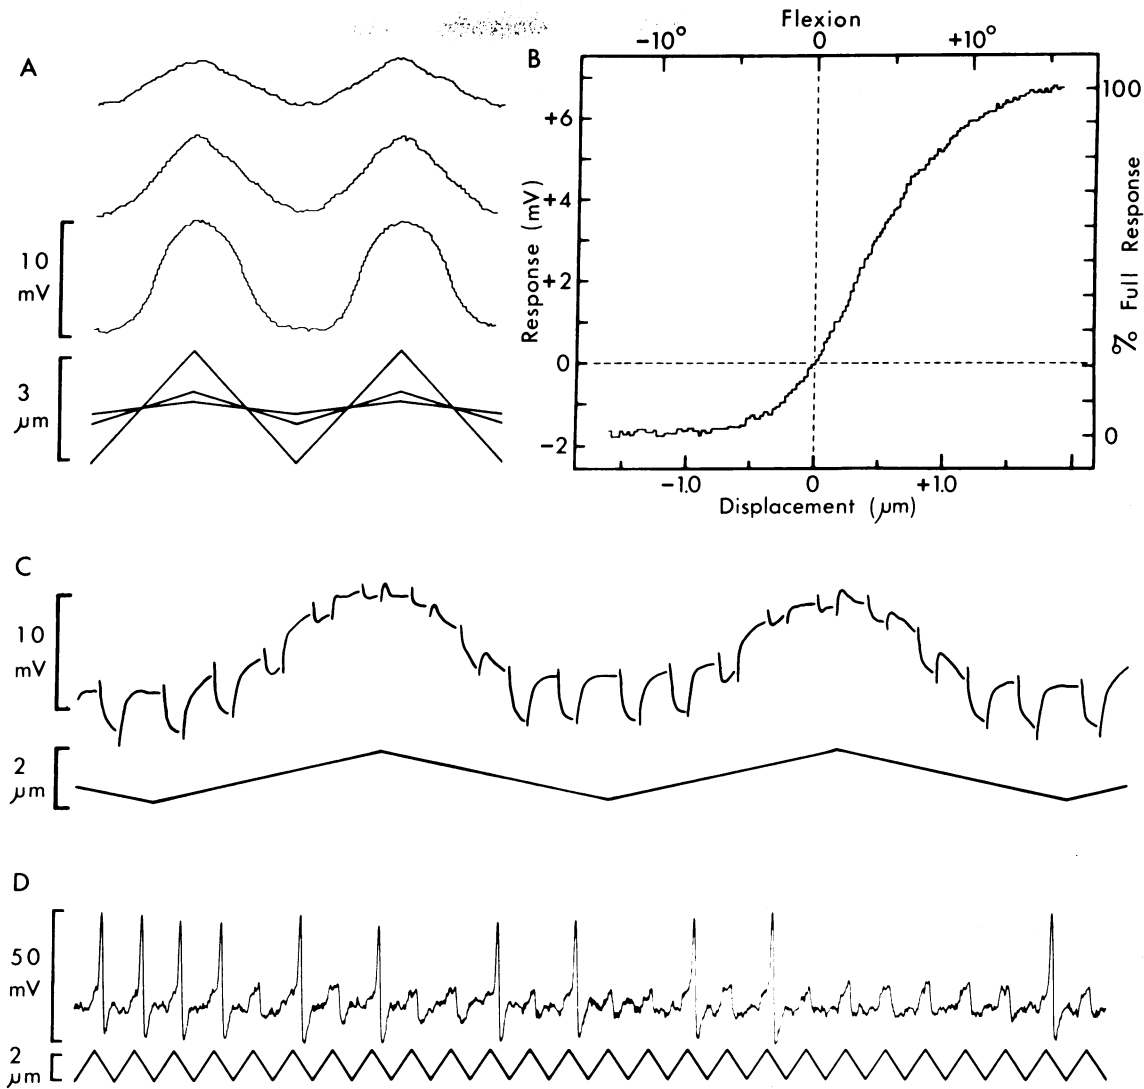 A
10
mV
3
μm
B
Flexion
-10° 0 +10°
+6
+4
+2
0
-2
Response (mV)
100
0
% Full Response
-1.0 0 +1.0
Displacement (μm)
C
10
mV
2
μm
D
50
mV
2
μm